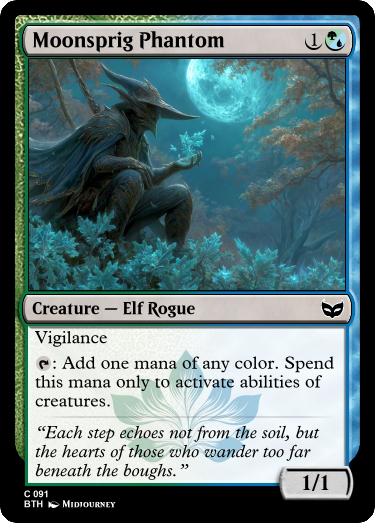 Moonsprig Phantom 1
Creature — Elf Rogue
Vigilance
: Add one mana of any color. Spend
this mana only to activate abilities of
creatures.
“Each step echoes not from the soil, but
the hearts of those who wander too far
beneath the boughs.”
1/1
C 091
BTH Midjourney